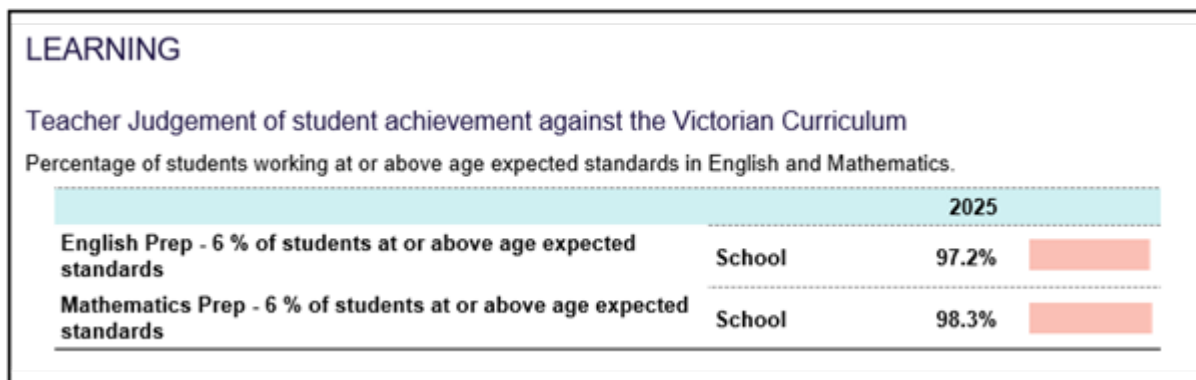 LEARNING
Teacher Judgement of student achievement against the Victorian Curriculum
Percentage of students working at or above age expected standards in English and Mathematics.
2025
English Prep - 6 % of students at or above age expected
standards
School
97.2%
Mathematics Prep - 6 % of students at or above age expected
standards
School
98.3%